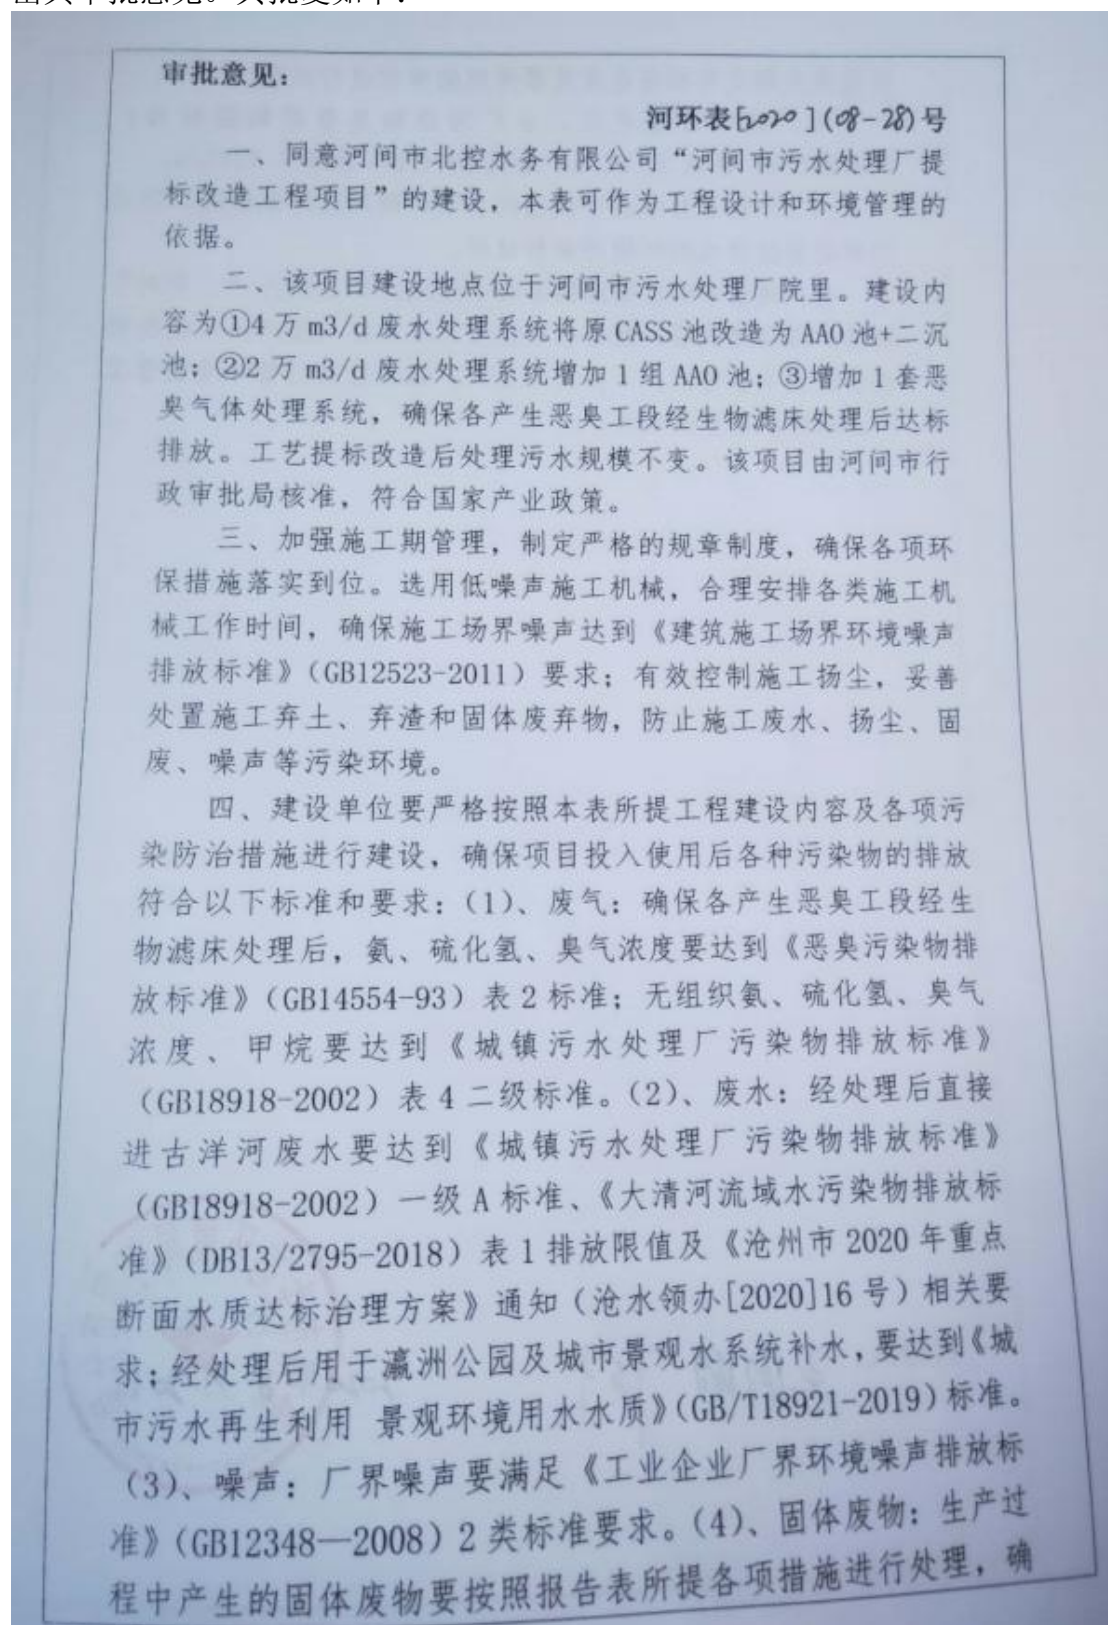 审批意见：
河环表[2020](08-28)号
一、同意河间市北控水务有限公司“河间市污水处理厂提
标改造工程项目”的建设，本表可作为工程设计和环境管理的
依据。
二、该项目建设地点位于河间市污水处理厂院里。建设内
容为①4万m3/d废水处理系统将原CASS池改造为AAO池+二沉
池；②2万m3/d废水处理系统增加1组AAO池；③增加1套恶
臭气体处理系统，确保各产生恶臭工段经生物滤床处理后达标
排放。工艺提标改造后处理污水规模不变。该项目由河间市行
政审批局核准，符合国家产业政策。
三、加强施工期管理，制定严格的规章制度，确保各项环
保措施落实到位。选用低噪声施工机械，合理安排各类施工机
械工作时间，确保施工场界噪声达到《建筑施工场界环境噪声
排放标准》（GB12523-2011）要求；有效控制施工扬尘，妥善
处置施工弃土、弃渣和固体废弃物，防止施工废水、扬尘、固
废、噪声等污染环境。
四、建设单位要严格按照本表所提工程建设内容及各项污
染防治措施进行建设，确保项目投入使用后各种污染物的排放
符合以下标准和要求：（1）、废气：确保各产生恶臭工段经生
物滤床处理后，氨、硫化氢、臭气浓度要达到《恶臭污染物排
放标准》（GB14554-93）表2标准；无组织氨、硫化氢、臭气
浓度、甲烷要达到《城镇污水处理厂污染物排放标准》
（GB18918-2002）表4二级标准。（2）、废水：经处理后直接
进古洋河废水要达到《城镇污水处理厂污染物排放标准》
（GB18918-2002）一级A标准、《大清河流域水污染物排放标
准》（DB13/2795-2018）表1排放限值及《沧州市2020年重点
断面水质达标治理方案》通知（沧水领办[2020]16号）相关要
求；经处理后用于瀛洲公园及城市景观水系统补水，要达到《城
市污水再生利用 景观环境用水水质》（GB/T18921-2019）标准。
（3）、噪声：厂界噪声要满足《工业企业厂界环境噪声排放标
准》（GB12348—2008）2类标准要求。（4）、固体废物：生产过
程中产生的固体废物要按照报告表所提各项措施进行处理，确